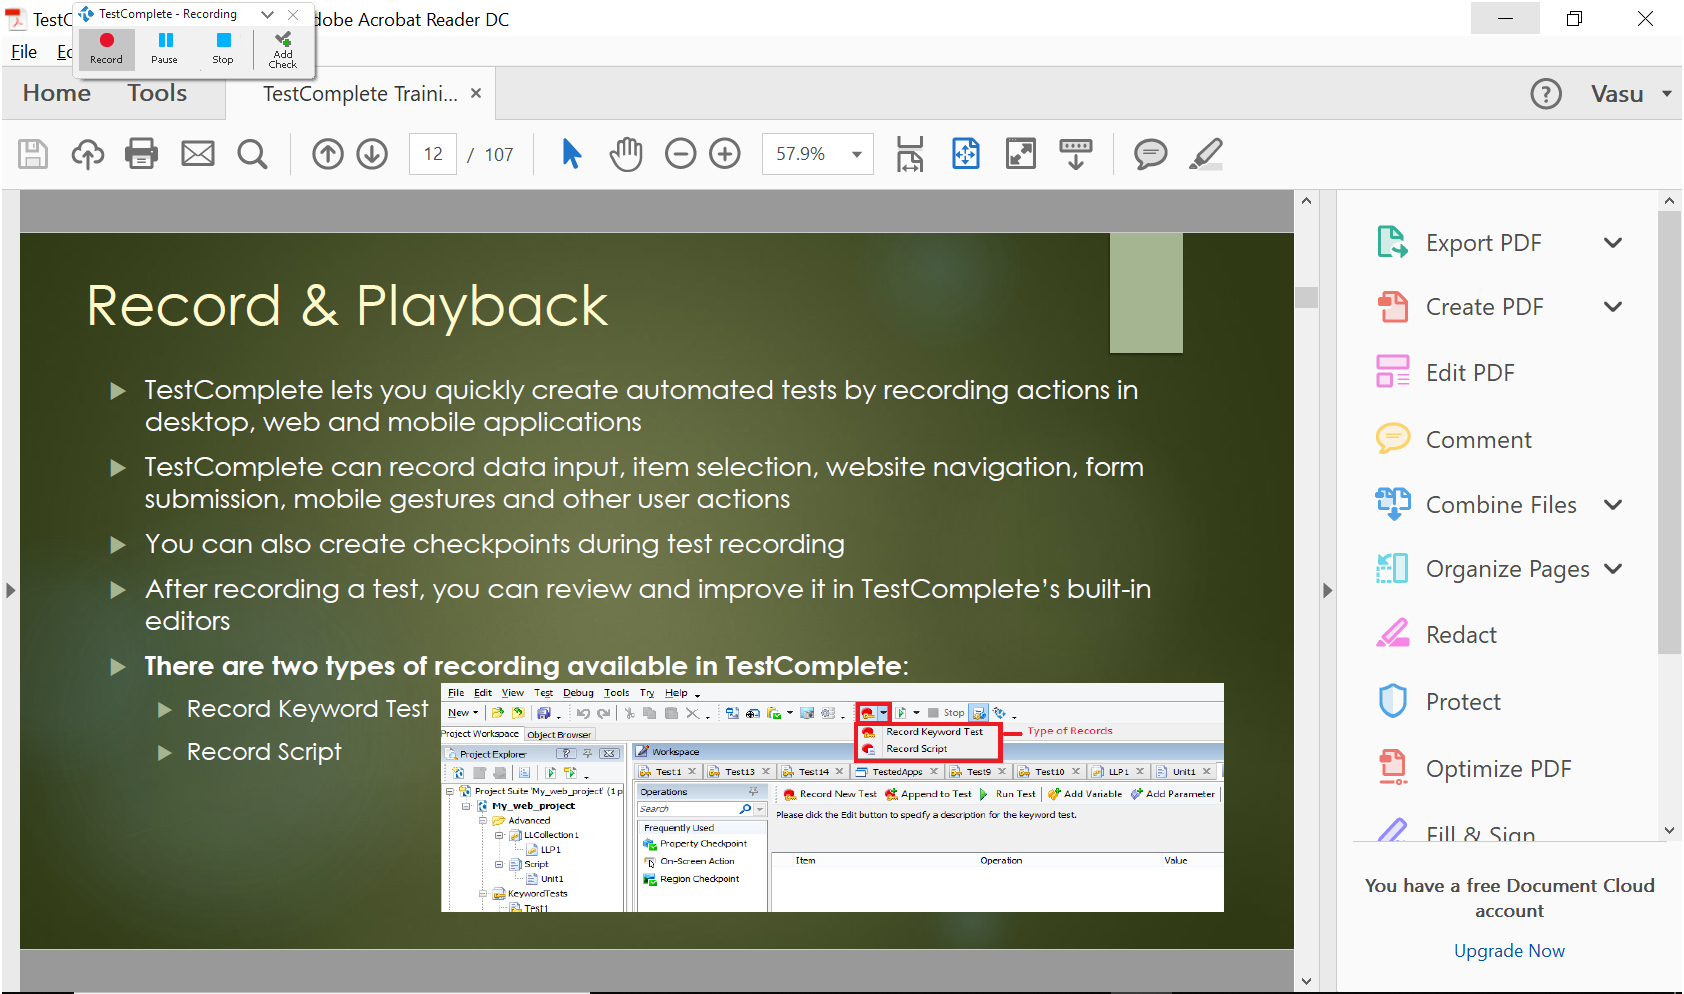 TestC
TestComplete - Recording
dobe Acrobat Reader DC
File
Record
Pause
Stop
Add
Check
Home
Tools
TestComplete Traini...
?
Vasu
12
/ 107
57.9%
Record & Playback
TestComplete lets you quickly create automated tests by recording actions in
desktop, web and mobile applications
TestComplete can record data input, item selection, website navigation, form
submission, mobile gestures and other user actions
You can also create checkpoints during test recording
After recording a test, you can review and improve it in TestComplete’s built-in
editors
There are two types of recording available in TestComplete:
Record Keyword Test
Record Script
File Edit View Test Debug Tools Try Help
New
Stop
Project Workspace Object Browser
Record Keyword Test
Record Script
Type of Records
Project Explorer
Workspace
Test1 Test13 Test14 TestedApps Test9 Test10 LLP1 Unit1
Project Suite 'My_web_project' (1 p
My_web_project
Advanced
LLCollection1
LLP1
Script
Unit1
KeywordTests
Test1
Operations
Search
Frequently Used
Property Checkpoint
On-Screen Action
Region Checkpoint
Record New Test Append to Test Run Test Add Variable Add Parameter
Please click the Edit button to specify a description for the keyword test.
Item Operation Value
Export PDF
Create PDF
Edit PDF
Comment
Combine Files
Organize Pages
Redact
Protect
Optimize PDF
Fill & Sign
You have a free Document Cloud
account
Upgrade Now